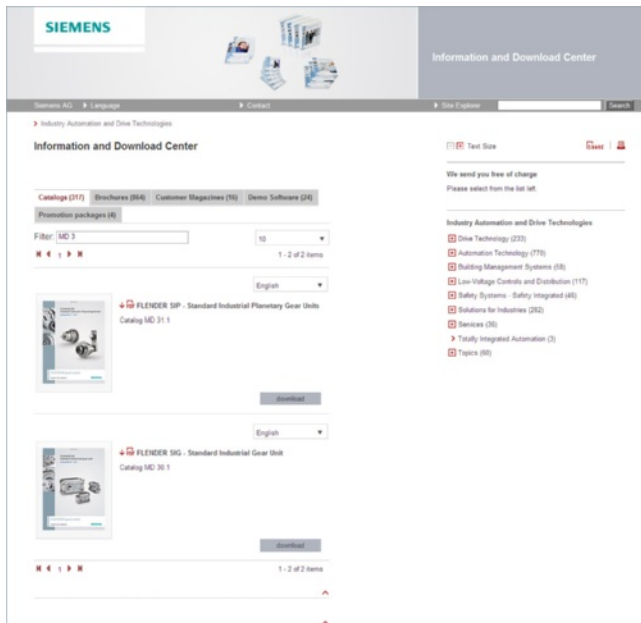 SIEMENS
Information and Download Center
Siemens AG Language Contact Site Explorer Search
Industry Automation and Drive Technologies
Information and Download Center
Text Size
We send you free of charge
Please select from the list left.
Catalogs (317) Brochures (864) Customer Magazines (16) Demo Software (24)
Promotion packages (4)
Filter: MD 3 10
1 1 - 2 of 2 items
English
FLENDER SIP - Standard Industrial Planetary Gear Units
Catalog MD 31.1
download
English
FLENDER SIG - Standard Industrial Gear Unit
Catalog MD 30.1
download
1 1 - 2 of 2 items
Industry Automation and Drive Technologies
Drive Technology (233)
Automation Technology (779)
Building Management Systems (58)
Low-Voltage Controls and Distribution (117)
Safety Systems - Safety Integrated (46)
Solutions for Industries (282)
Services (36)
Totally Integrated Automation (3)
Topics (60)